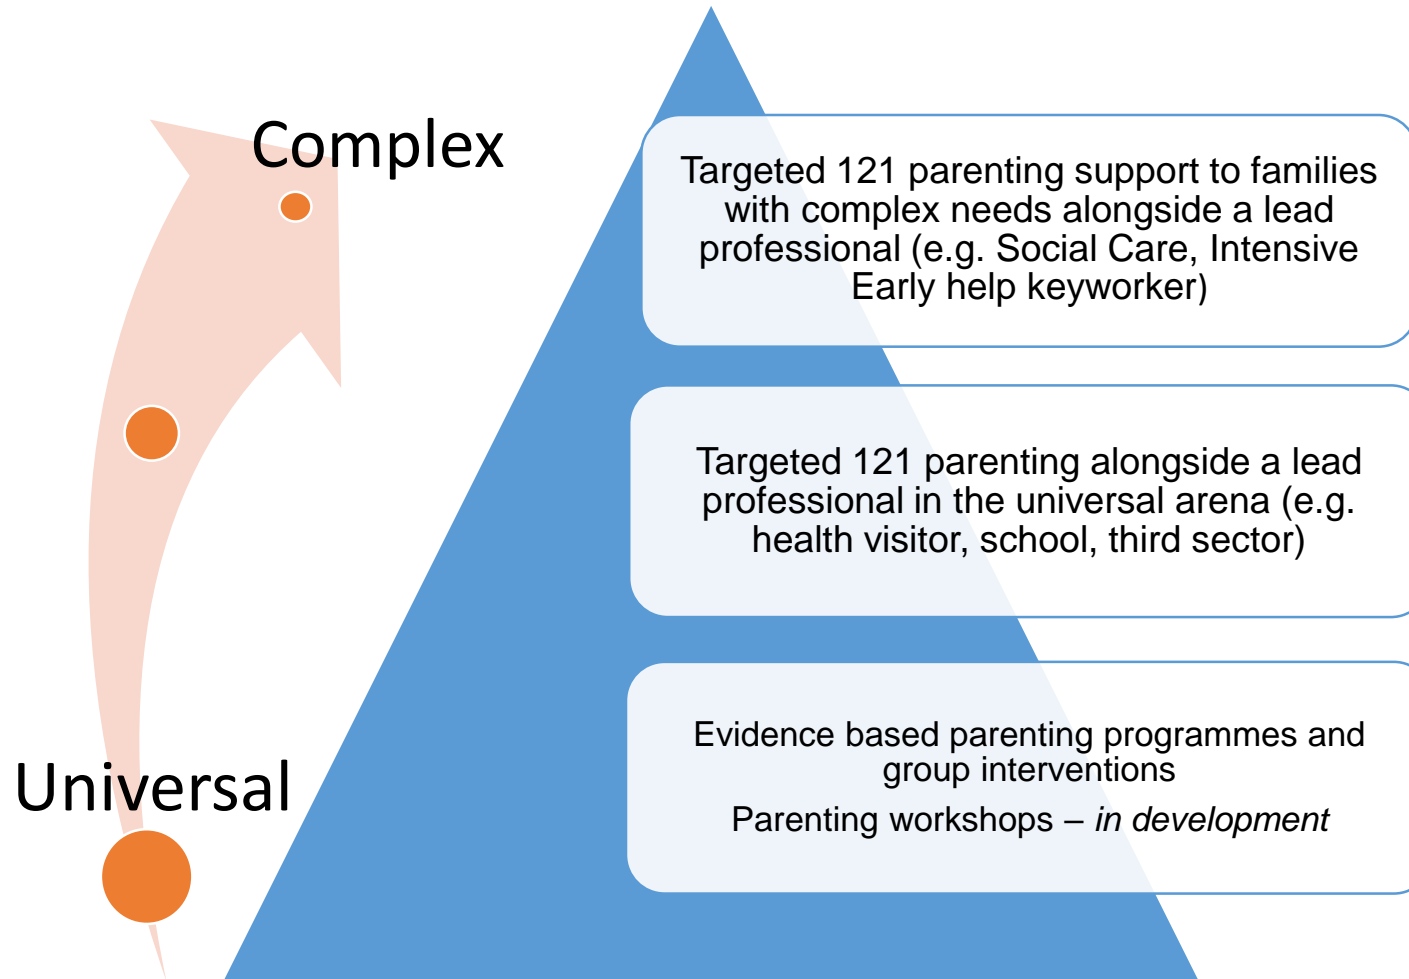 Complex
Targeted 121 parenting support to families
with complex needs alongside a lead
professional (e.g. Social Care, Intensive
Early help keyworker)
Targeted 121 parenting alongside a lead
professional in the universal arena (e.g.
health visitor, school, third sector)
Universal
Evidence based parenting programmes and
group interventions
Parenting workshops – in development